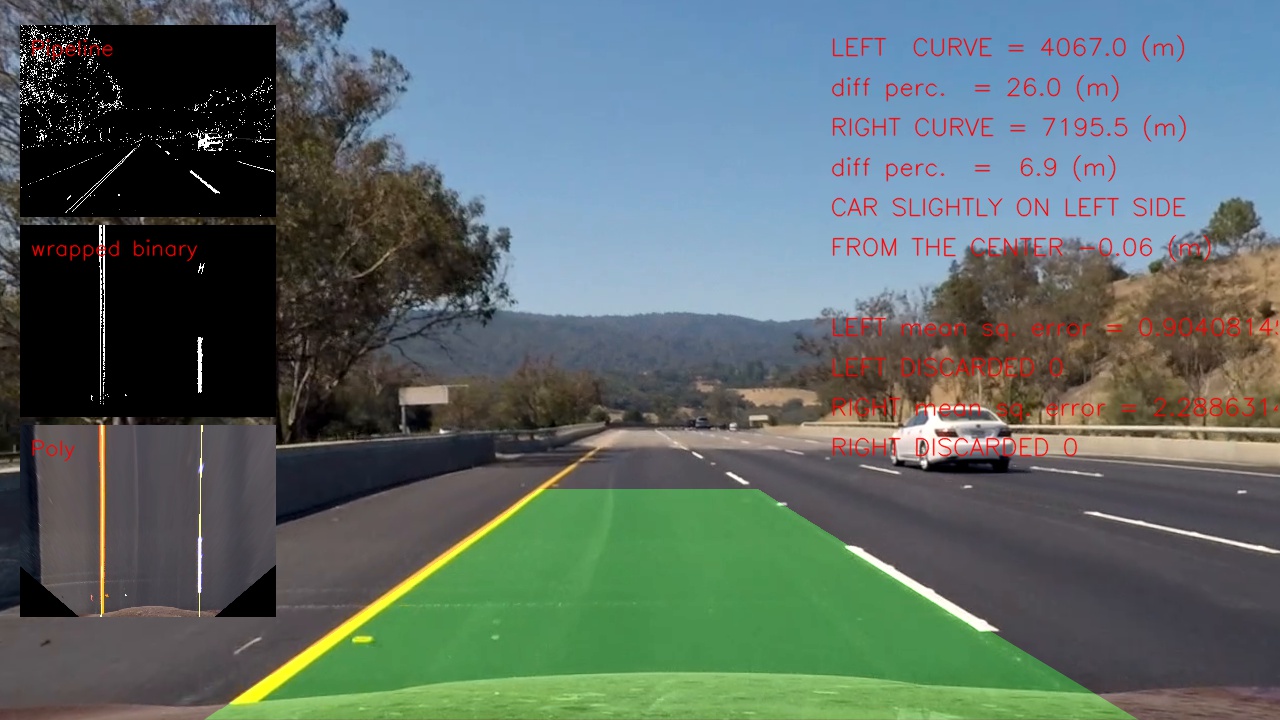 Pipeline
wrapped binary
Poly
LEFT CURVE = 4067.0 (m)
diff perc. = 26.0 (m)
RIGHT CURVE = 7195.5 (m)
diff perc. = 6.9 (m)
CAR SLIGHTLY ON LEFT SIDE
FROM THE CENTER -0.06 (m)
LEFT mean sq. error = 0.9040814
LEFT DISCARDED 0
RIGHT mean sq. error = 2.288631
RIGHT DISCARDED 0